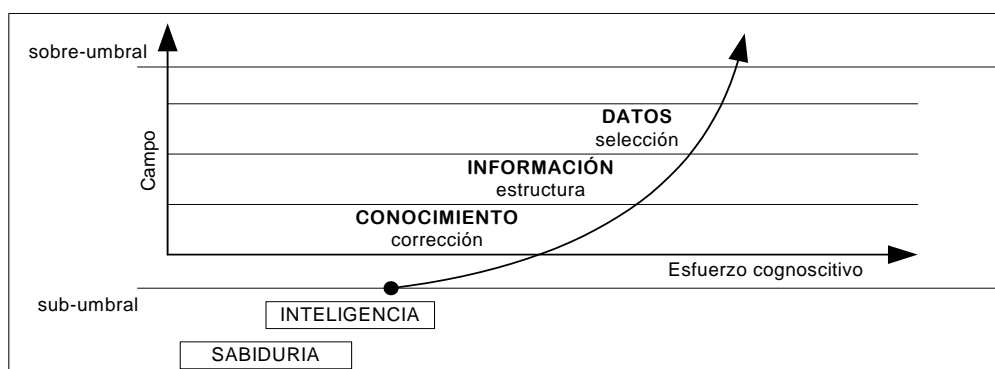 sobre-umbral
Campo
DATOS
selección
INFORMACIÓN
estructura
CONOCIMIENTO
corrección
Esfuerzo cognoscitivo
sub-umbral
INTELIGENCIA
SABIDURIA